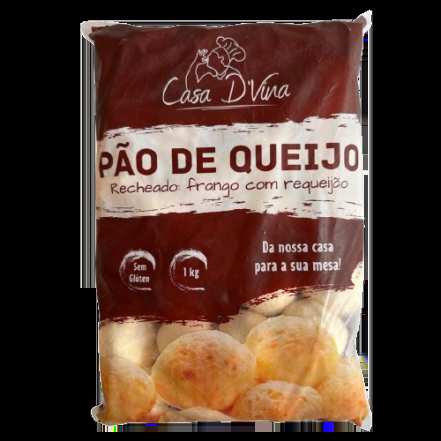 Casa D'Vina
PÃO DE QUEIJO
Recheado: frango com requeijão
Da nossa casa
para a sua mesa!
Sem
Glúten
1 kg